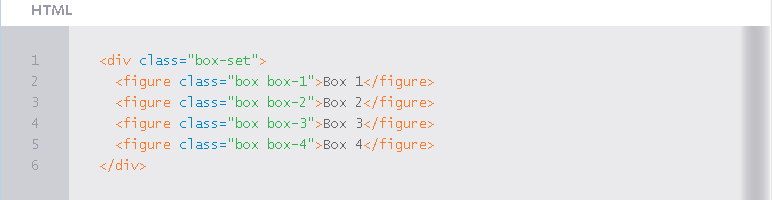 HTML
1 <div class="box-set">
2 <figure class="box box-1">Box 1</figure>
3 <figure class="box box-2">Box 2</figure>
4 <figure class="box box-3">Box 3</figure>
5 <figure class="box box-4">Box 4</figure>
6 </div>